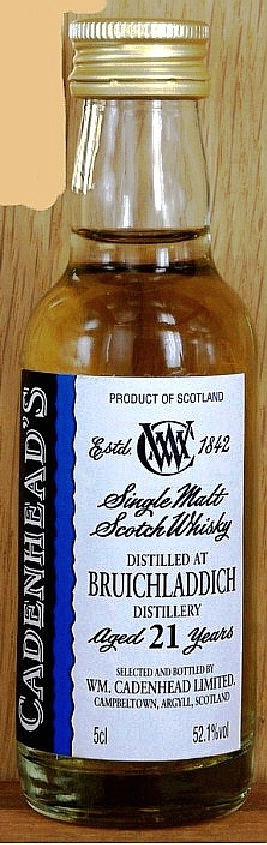 CADENHEAD'S
PRODUCT OF SCOTLAND
Estd. WC 1842
Single Malt
Scotch Whisky
DISTILLED AT
BRUICHLADDICH
DISTILLERY
Aged 21 Years
SELECTED AND BOTTLED BY
WM. CADENHEAD LIMITED,
CAMPBELTOWN, ARGYLL, SCOTLAND
5cl 52.1%vol